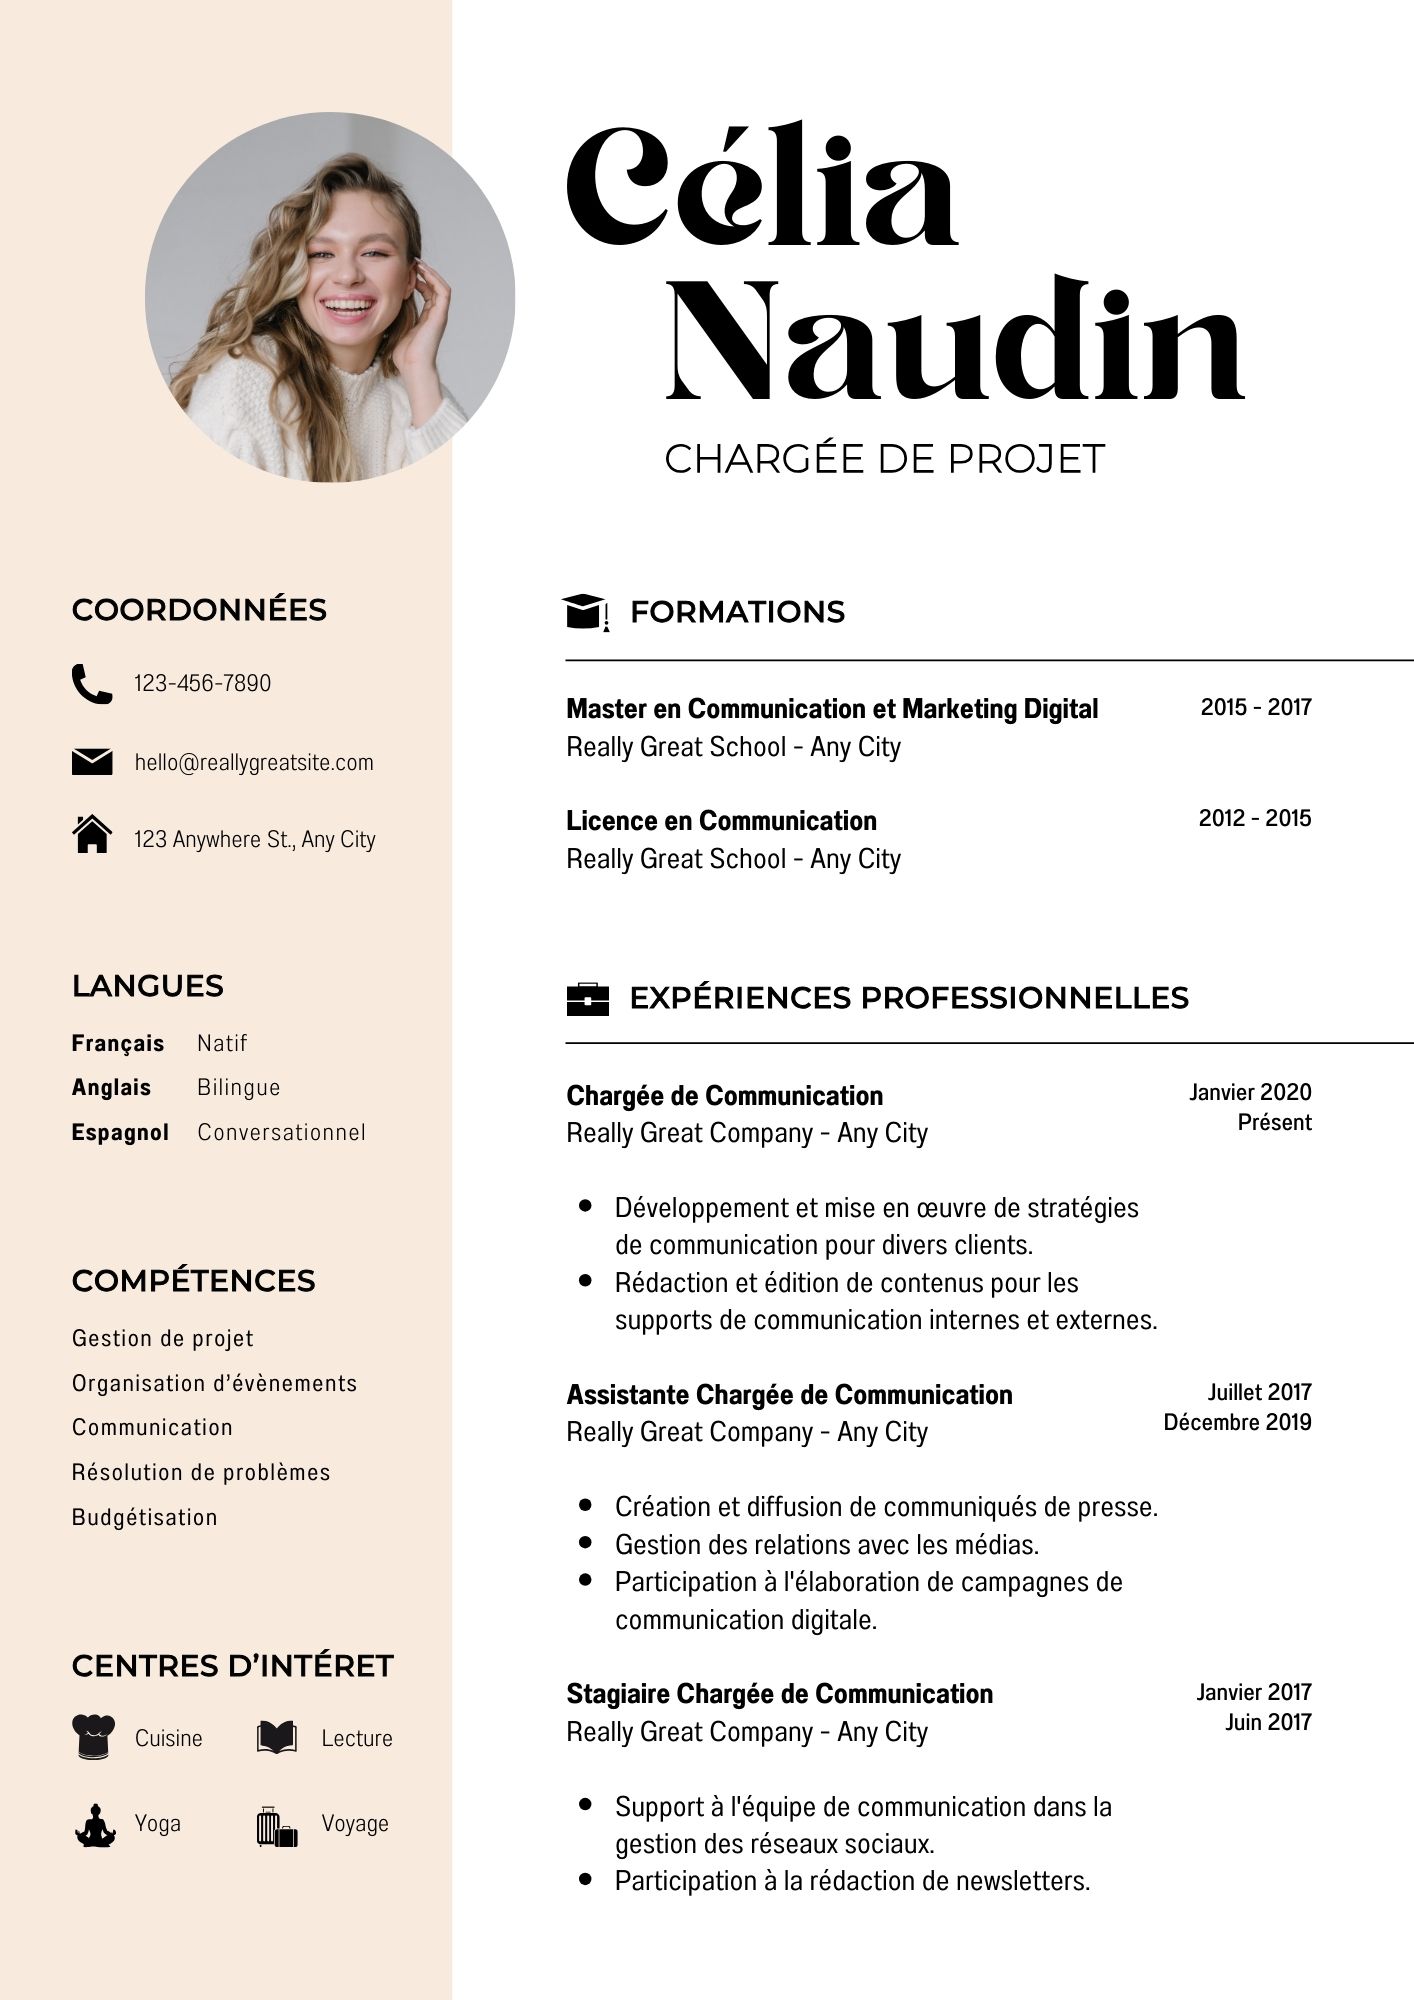 Célia
Naudin
CHARGÉE DE PROJET
COORDONNÉES
123-456-7890
hello@reallygreatsite.com
123 Anywhere St., Any City
LANGUES
Français Natif
Anglais Bilingue
Espagnol Conversationnel
COMPÉTENCES
Gestion de projet
Organisation d’évènements
Communication
Résolution de problèmes
Budgétisation
CENTRES D’INTÉRET
Cuisine Lecture
Yoga Voyage
FORMATIONS
Master en Communication et Marketing Digital 2015 - 2017
Really Great School - Any City
Licence en Communication 2012 - 2015
Really Great School - Any City
EXPÉRIENCES PROFESSIONNELLES
Chargée de Communication Janvier 2020
Really Great Company - Any City Présent
• Développement et mise en œuvre de stratégies
de communication pour divers clients.
• Rédaction et édition de contenus pour les
supports de communication internes et externes.
Assistante Chargée de Communication Juillet 2017
Really Great Company - Any City Décembre 2019
• Création et diffusion de communiqués de presse.
• Gestion des relations avec les médias.
• Participation à l'élaboration de campagnes de
communication digitale.
Stagiaire Chargée de Communication Janvier 2017
Really Great Company - Any City Juin 2017
• Support à l'équipe de communication dans la
gestion des réseaux sociaux.
• Participation à la rédaction de newsletters.